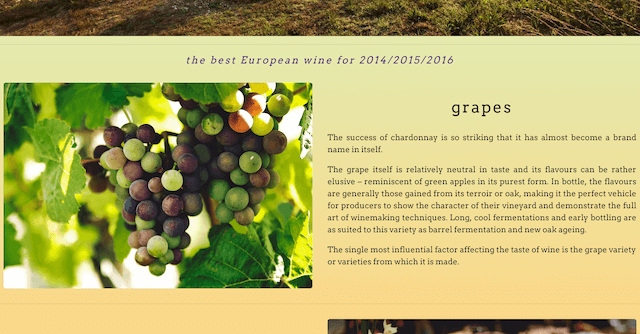 the best European wine for 2014/2015/2016
grapes
The success of chardonnay is so striking that it has almost become a brand
name in itself.
The grape itself is relatively neutral in taste and its flavours can be rather
elusive – reminiscent of green apples in its purest form. In bottle, the flavours
are generally those gained from its terroir or oak, making it the perfect vehicle
for producers to show the character of their vineyard and demonstrate the full
art of winemaking techniques. Long, cool fermentations and early bottling are
as suited to this variety as barrel fermentation and new oak ageing.
The single most influential factor affecting the taste of wine is the grape variety
or varieties from which it is made.